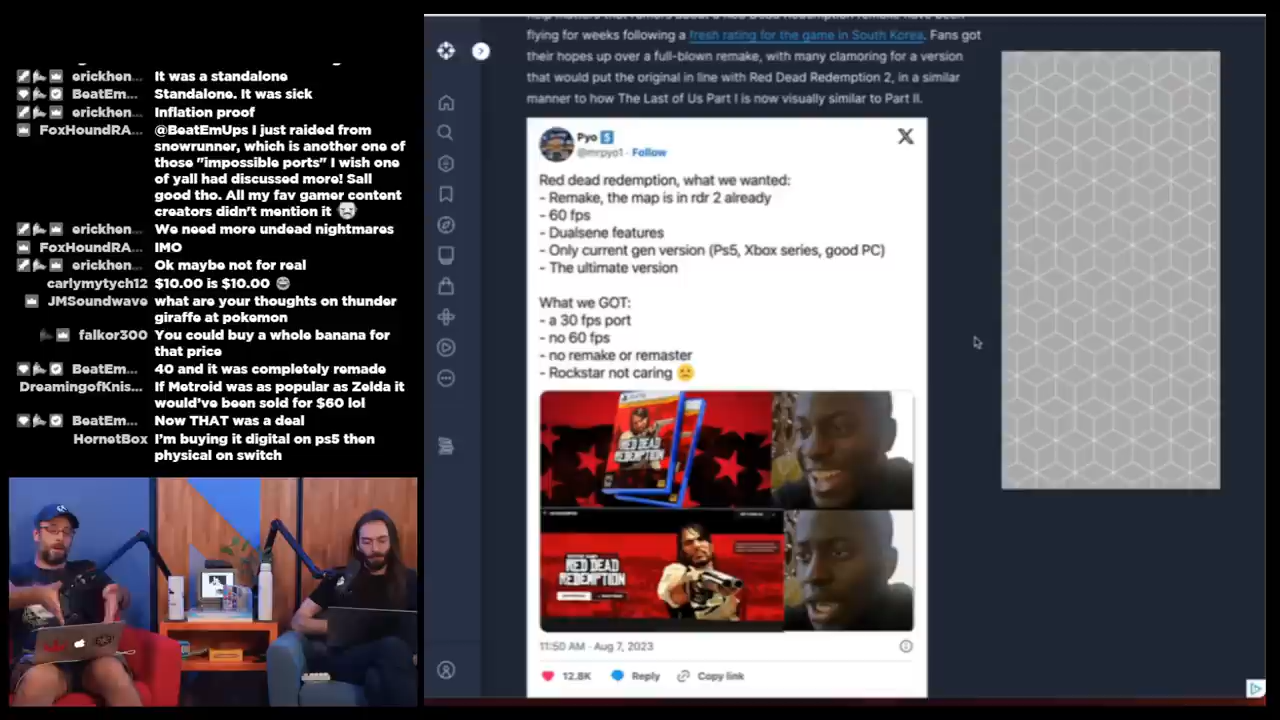 erickhen... It was a standalone
BeatEm... Standalone. It was sick
erickhen... Inflation proof
FoxHoundRA... @BeatEmUps I just raided from
snowrunner, which is another one of
those "impossible ports" I wish one
of yall had discussed more! Sall
good tho. All my fav gamer content
creators didn't mention it
erickhen... We need more undead nightmares
FoxHoundRA... IMO
erickhen... Ok maybe not for real
carlymytych12 $10.00 is $10.00
JMSoundwave what are your thoughts on thunder
giraffe at pokemon
falkor300 You could buy a whole banana for
that price
BeatEm... 40 and it was completely remade
DreamingofKnis... If Metroid was as popular as Zelda it
would've been sold for $60 lol
BeatEm... Now THAT was a deal
HornetBox I'm buying it digital on ps5 then
physical on switch
flying for weeks following a fresh rating for the game in South Korea. Fans got
their hopes up over a full-blown remake, with many clamoring for a version
that would put the original in line with Red Dead Redemption 2, in a similar
manner to how The Last of Us Part I is now visually similar to Part II.
Pyo 5
@mrpyo1 · Follow
Red dead redemption, what we wanted:
- Remake, the map is in rdr 2 already
- 60 fps
- Dualsene features
- Only current gen version (Ps5, Xbox series, good PC)
- The ultimate version
What we GOT:
- a 30 fps port
- no 60 fps
- no remake or remaster
- Rockstar not caring
RED DEAD
REDEMPTION
RED DEAD
REDEMPTION
11:50 AM · Aug 7, 2023
12.8K Reply Copy link